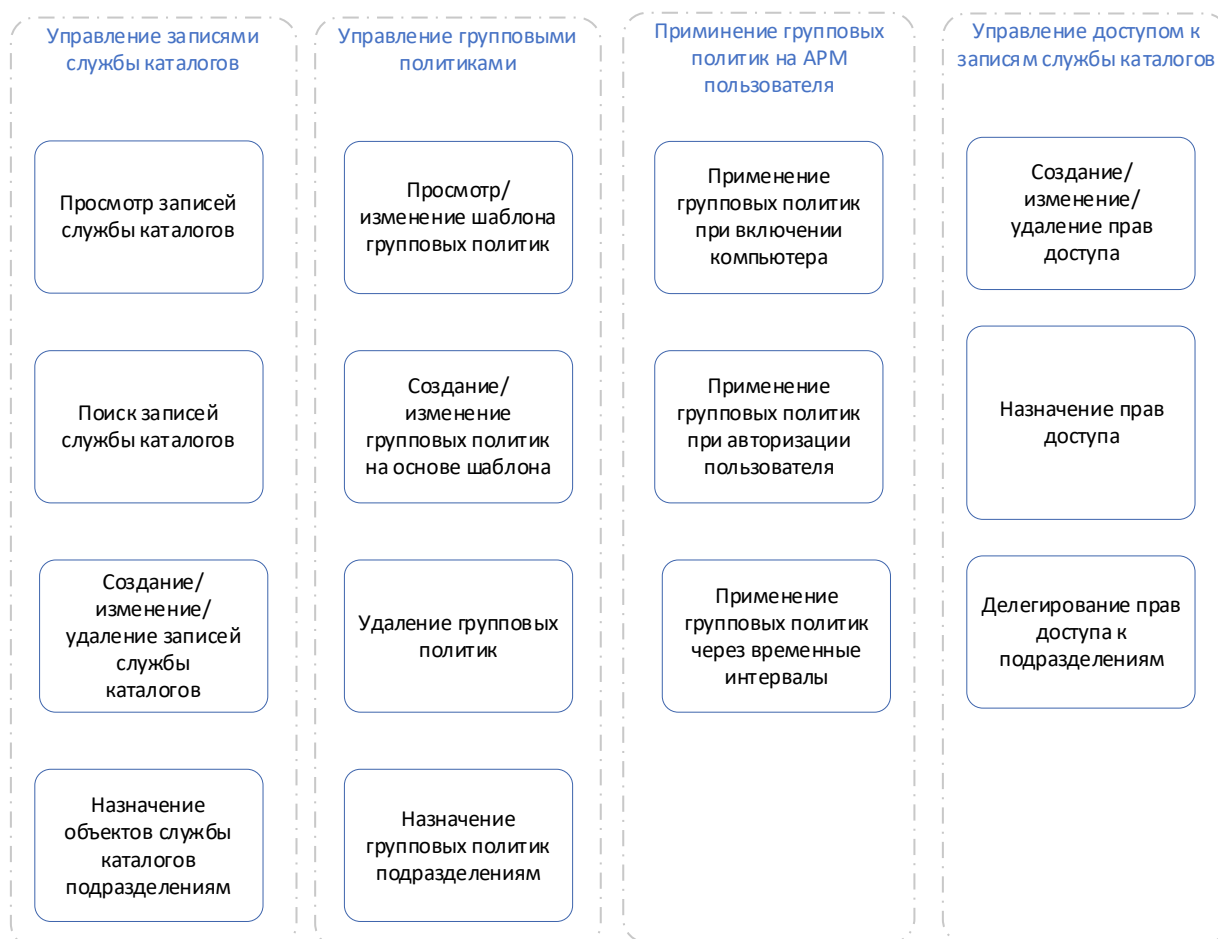 Управление записями
службы каталогов
Просмотр записей
службы каталогов
Поиск записей
службы каталогов
Создание/
изменение/
удаление записей
службы
каталогов
Назначение
объектов службы
каталогов
подразделениям
Управление групповыми
политиками
Просмотр/
изменение шаблона
групповых политик
Создание/
изменение
групповых политик
на основе шаблона
Удаление групповых
политик
Назначение
групповых политик
подразделениям
Приминение групповых
политик на АРМ
пользователя
Применение
групповых политик
при включении
компьютера
Применение
групповых политик
при авторизации
пользователя
Применение
групповых политик
через временные
интервалы
Управление доступом к
записям службы каталогов
Создание/
изменение/
удаление прав
доступа
Назначение прав
доступа
Делегирование прав
доступа к
подразделениям